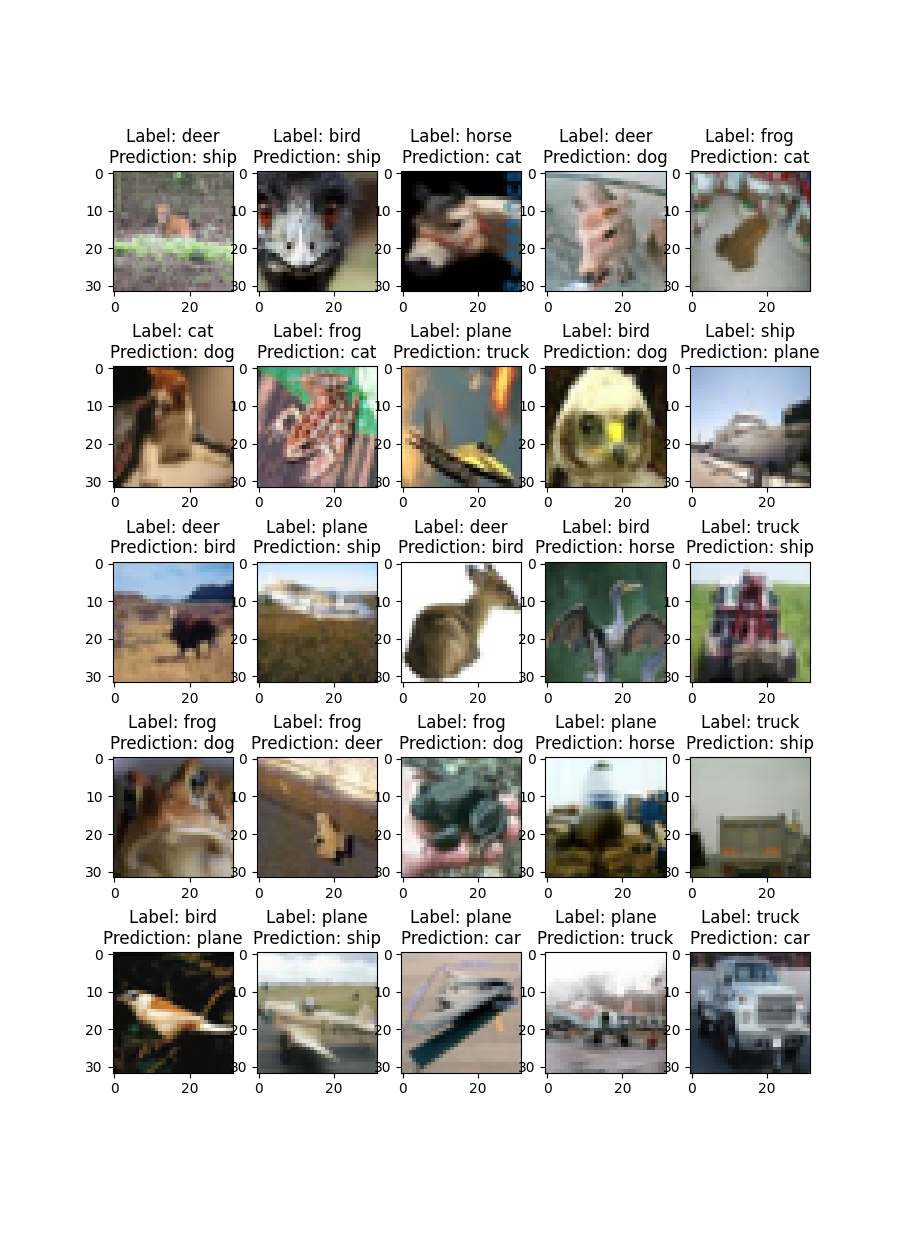 Label: deer Label: bird Label: horse Label: deer Label: frog
Prediction: ship Prediction: ship Prediction: cat Prediction: dog Prediction: cat
0 0 0 0 0
10 10 10 10 10
20 20 20 20 20
30 30 30 30 30
0 20 0 20 0 20 0 20 0 20
Label: cat Label: frog Label: plane Label: bird Label: ship
Prediction: dog Prediction: cat Prediction: truck Prediction: dog Prediction: plane
0 0 0 0 0
10 10 10 10 10
20 20 20 20 20
30 30 30 30 30
0 20 0 20 0 20 0 20 0 20
Label: deer Label: plane Label: deer Label: bird Label: truck
Prediction: bird Prediction: ship Prediction: bird Prediction: horse Prediction: ship
0 0 0 0 0
10 10 10 10 10
20 20 20 20 20
30 30 30 30 30
0 20 0 20 0 20 0 20 0 20
Label: frog Label: frog Label: frog Label: plane Label: truck
Prediction: dog Prediction: deer Prediction: dog Prediction: horse Prediction: ship
0 0 0 0 0
10 10 10 10 10
20 20 20 20 20
30 30 30 30 30
0 20 0 20 0 20 0 20 0 20
Label: bird Label: plane Label: plane Label: plane Label: truck
Prediction: plane Prediction: ship Prediction: car Prediction: truck Prediction: car
0 0 0 0 0
10 10 10 10 10
20 20 20 20 20
30 30 30 30 30
0 20 0 20 0 20 0 20 0 20